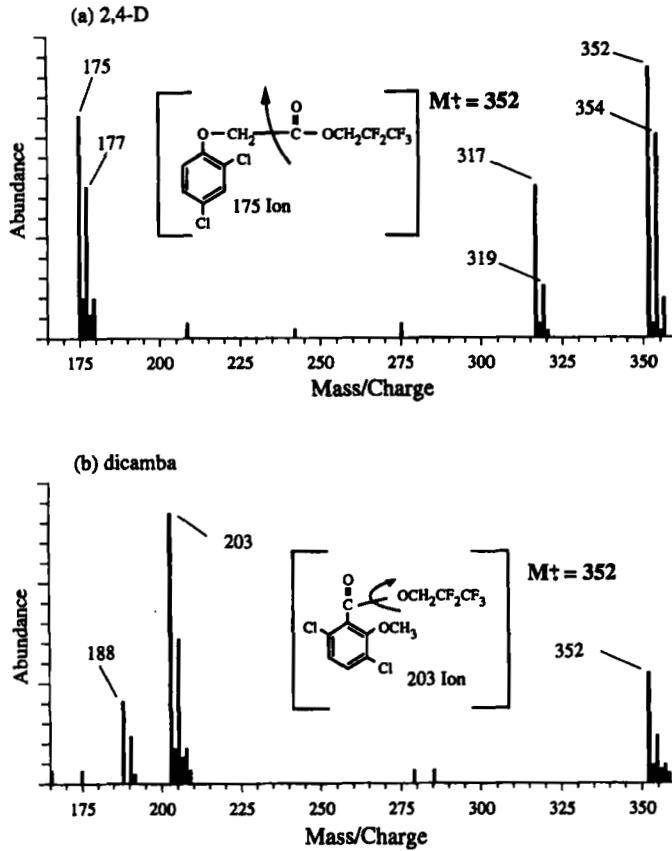 (a) 2,4-D
Abundance
175
177
352
354
317
319
M⁺ = 352
O
O CH₂ C OCH₂CF₂CF₃
Cl
Cl
175 Ion
175 200 225 250 275 300 325 350
Mass/Charge
(b) dicamba
Abundance
203
188
352
M⁺ = 352
O
C OCH₂CF₂CF₃
Cl OCH₃
Cl
203 Ion
175 200 225 250 275 300 325 350
Mass/Charge